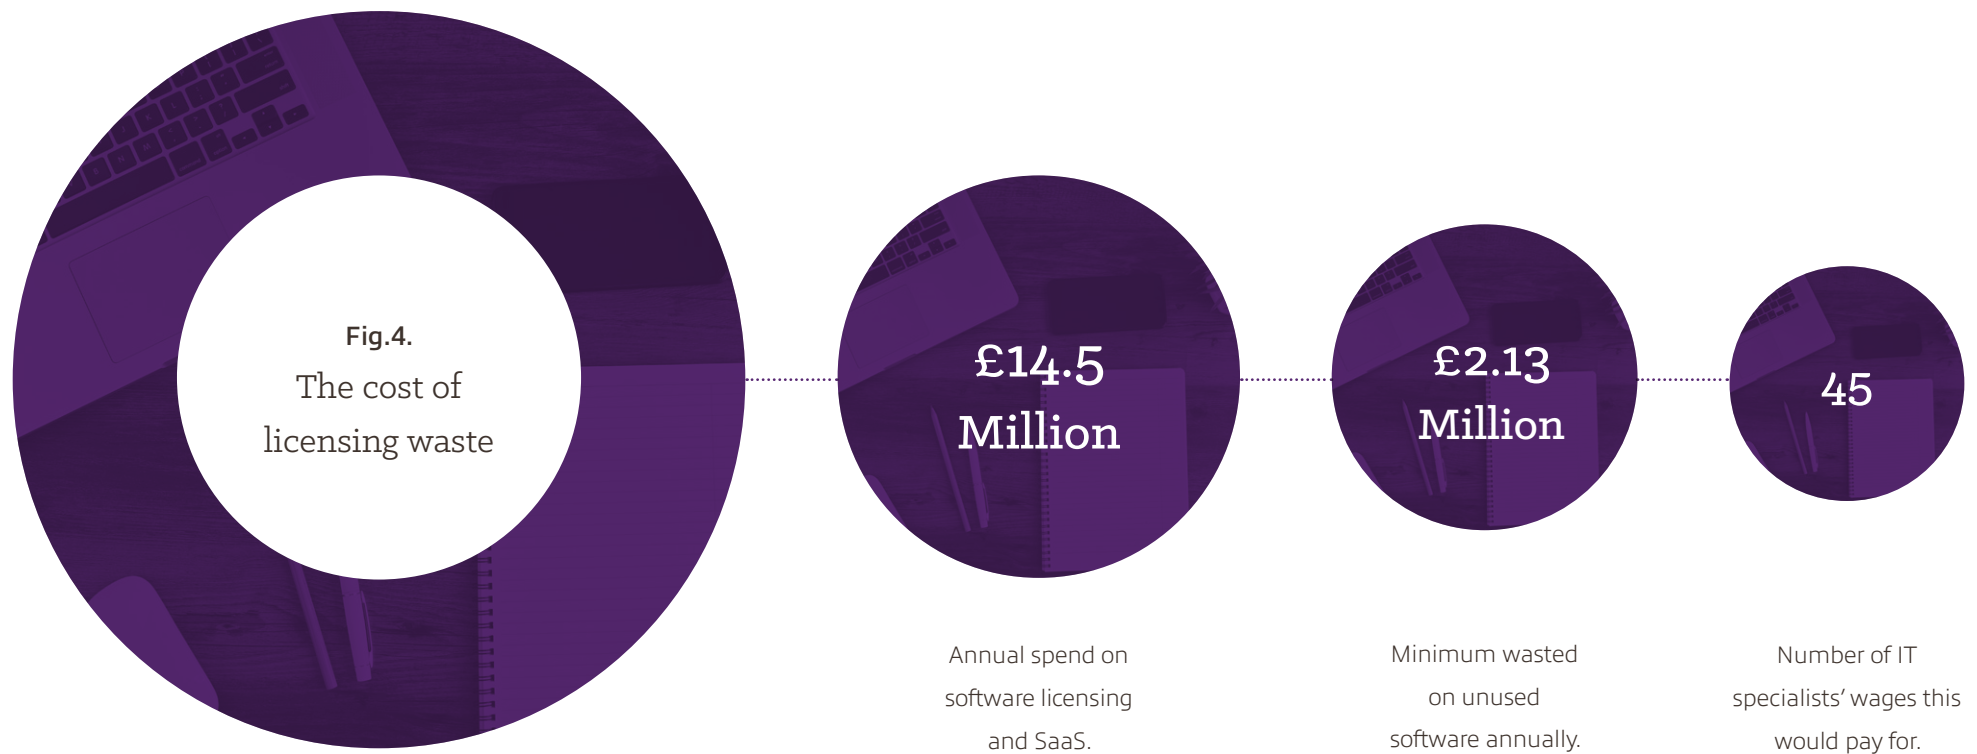 Fig.4.
The cost of
licensing waste
£14.5
Million
Annual spend on
software licensing
and SaaS.
£2.13
Million
Minimum wasted
on unused
software annually.
45
Number of IT
specialists’ wages this
would pay for.